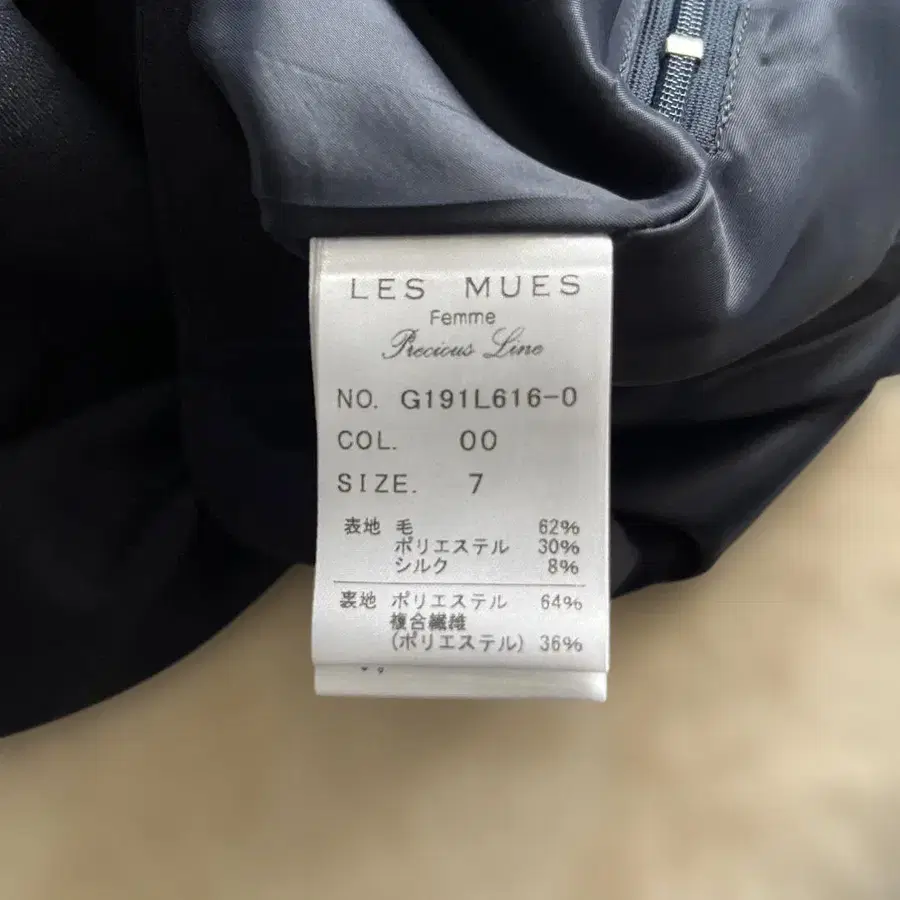 LES MUES
Femme
Precious Line
NO. G191L616-0
COL. 00
SIZE. 7
表地 毛 62%
ポリエステル 30%
シルク 8%
裏地 ポリエステル 64%
複合繊維
(ポリエステル) 36%